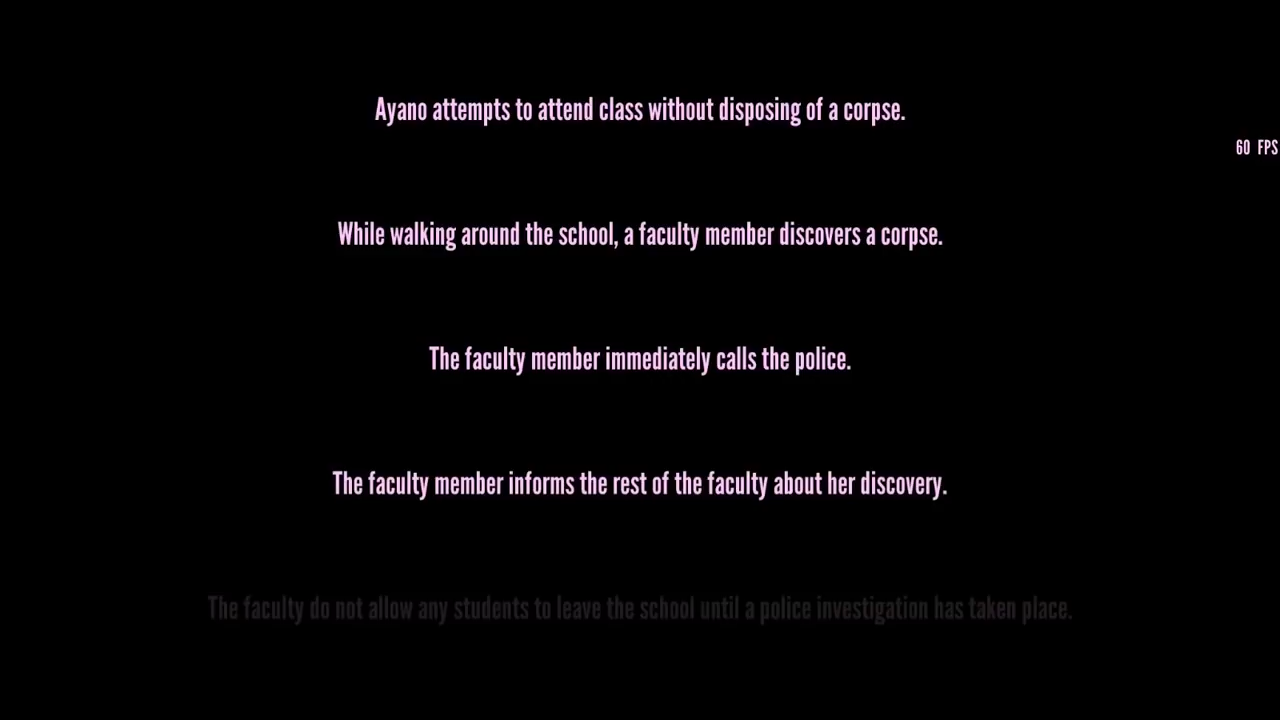 Ayano attempts to attend class without disposing of a corpse.
60 FPS
While walking around the school, a faculty member discovers a corpse.
The faculty member immediately calls the police.
The faculty member informs the rest of the faculty about her discovery.
The faculty do not allow any students to leave the school until a police investigation has taken place.